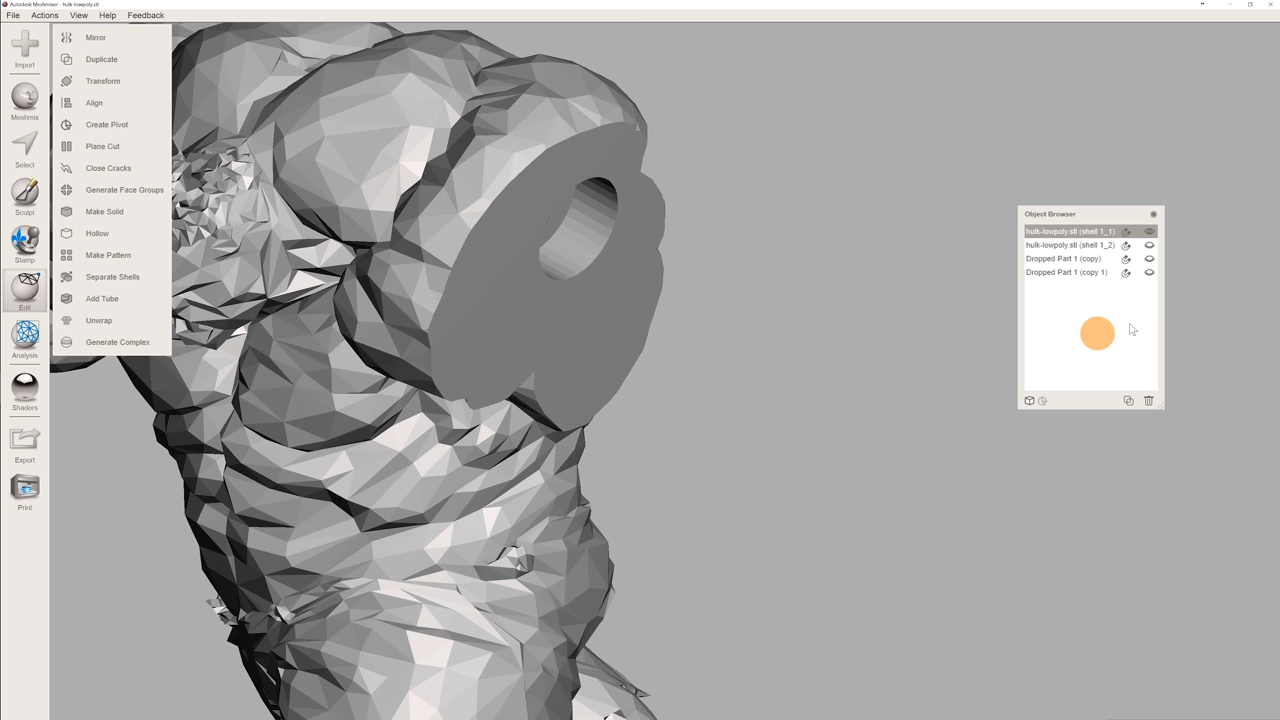 Autodesk Meshmixer - hulk-lowpoly.stl
File Actions View Help Feedback
Import
Meshmix
Select
Sculpt
Stamp
Edit
Analysis
Shaders
Export
Print
Mirror
Duplicate
Transform
Align
Create Pivot
Plane Cut
Close Cracks
Generate Face Groups
Make Solid
Hollow
Make Pattern
Separate Shells
Add Tube
Unwrap
Generate Complex
Object Browser
hulk-lowpoly.stl (shell 1_1)
hulk-lowpoly.stl (shell 1_2)
Dropped Part 1 (copy)
Dropped Part 1 (copy 1)